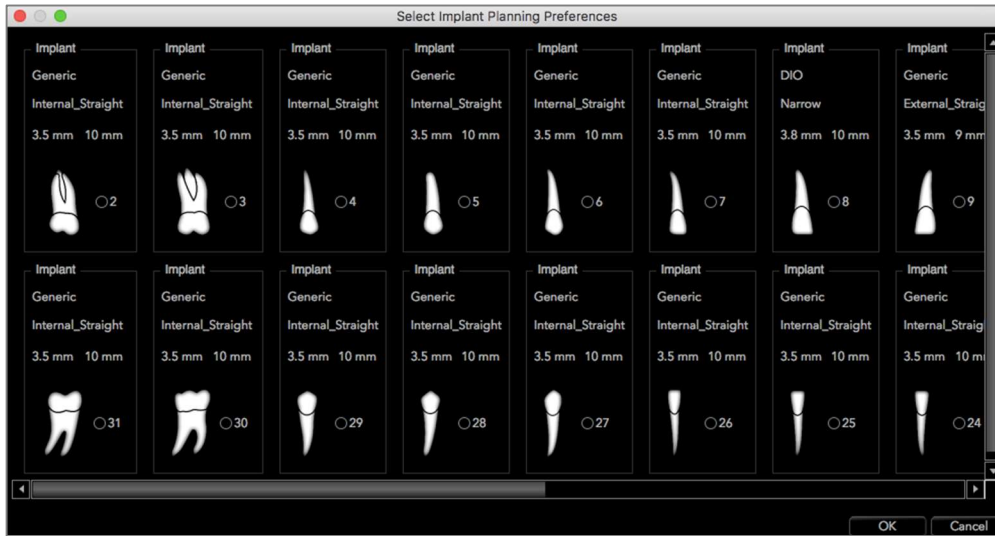 Select Implant Planning Preferences
Implant Implant Implant Implant Implant Implant Implant Implant
Generic Generic Generic Generic Generic Generic DIO Generic
Internal_Straight Internal_Straight Internal_Straight Internal_Straight Internal_Straight Internal_Straight Narrow External_Straig
3.5 mm 10 mm 3.5 mm 10 mm 3.5 mm 10 mm 3.5 mm 10 mm 3.5 mm 10 mm 3.5 mm 10 mm 3.8 mm 10 mm 3.5 mm 9 mm
2 3 4 5 6 7 8 9
Implant Implant Implant Implant Implant Implant Implant Implant
Generic Generic Generic Generic Generic Generic Generic Generic
Internal_Straight Internal_Straight Internal_Straight Internal_Straight Internal_Straight Internal_Straight Internal_Straight Internal_Straig
3.5 mm 10 mm 3.5 mm 10 mm 3.5 mm 10 mm 3.5 mm 10 mm 3.5 mm 10 mm 3.5 mm 10 mm 3.5 mm 10 mm 3.5 mm 10 m
31 30 29 28 27 26 25 24
OK Cancel